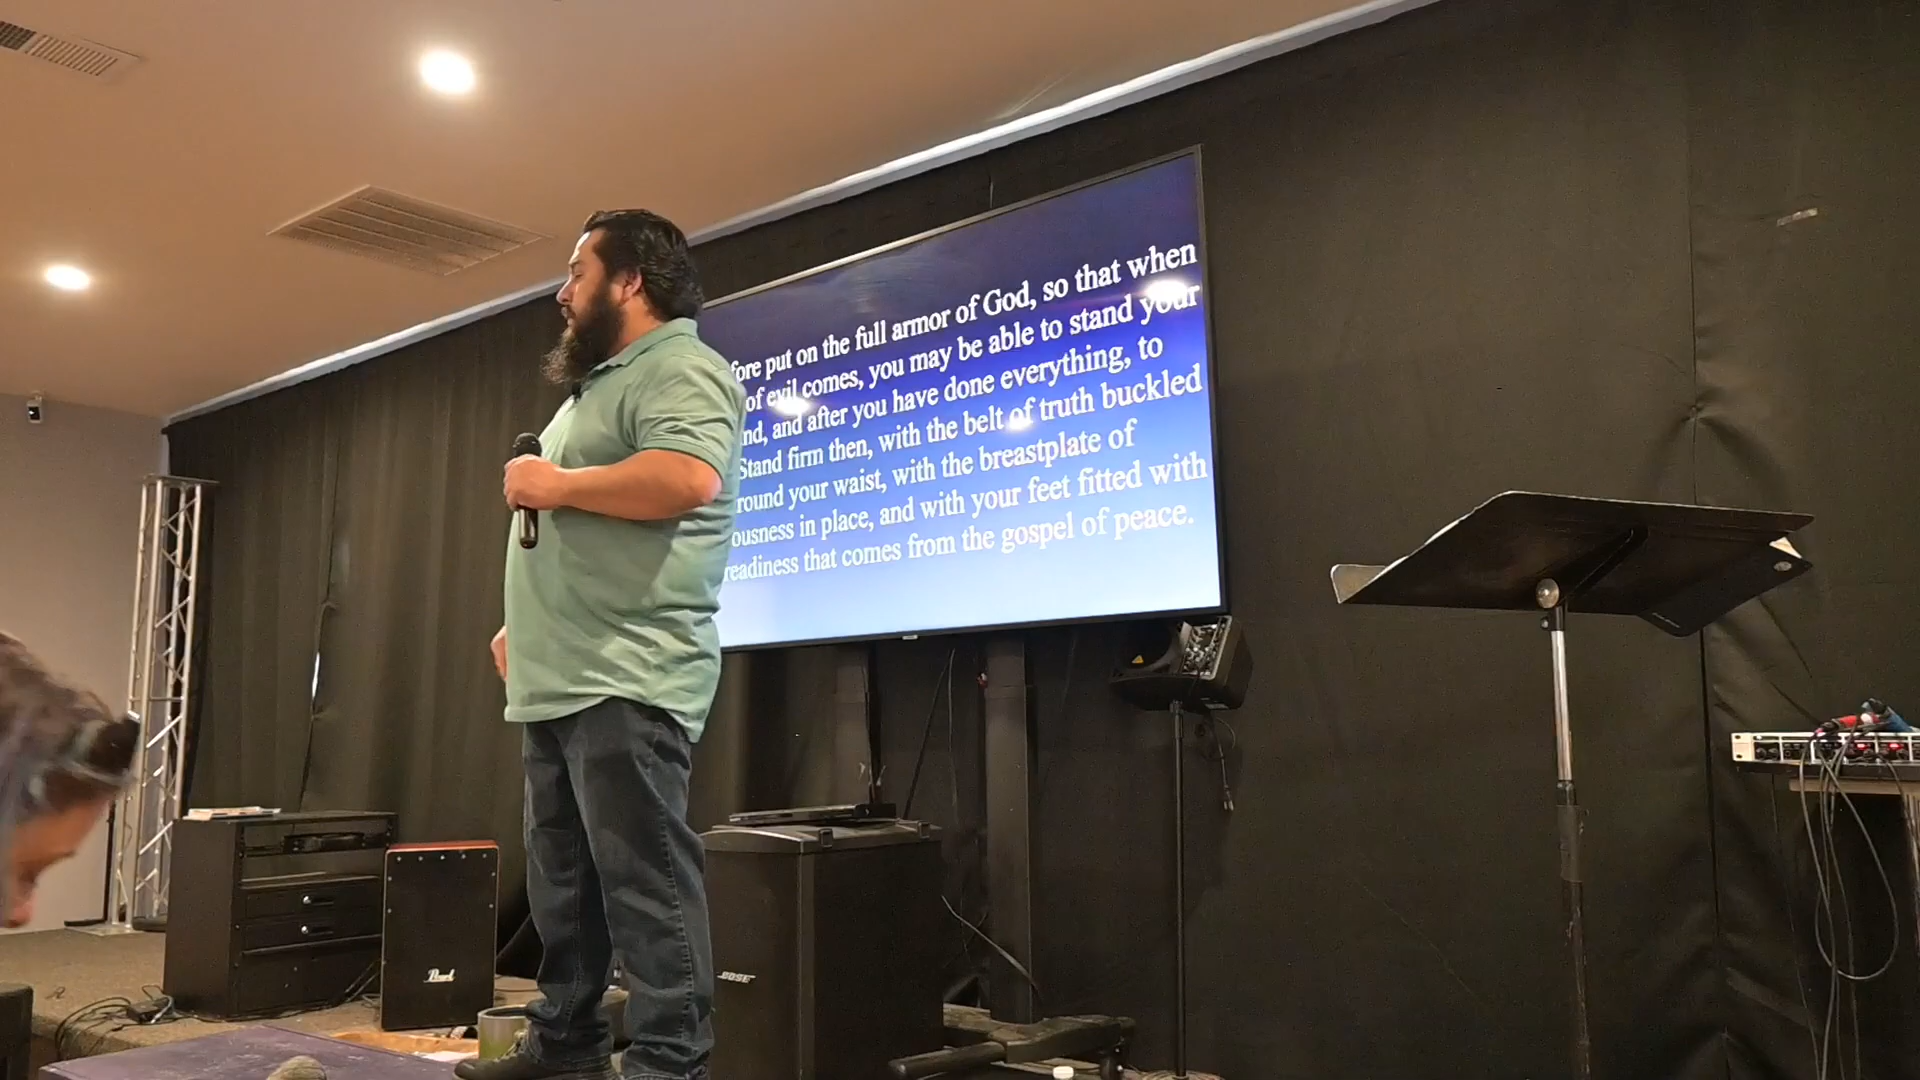 fore put on the full armor of God, so that when
of evil comes, you may be able to stand your
nd, and after you have done everything, to
Stand firm then, with the belt of truth buckled
round your waist, with the breastplate of
ousness in place, and with your feet fitted with
readiness that comes from the gospel of peace.
Pearl
BOSE